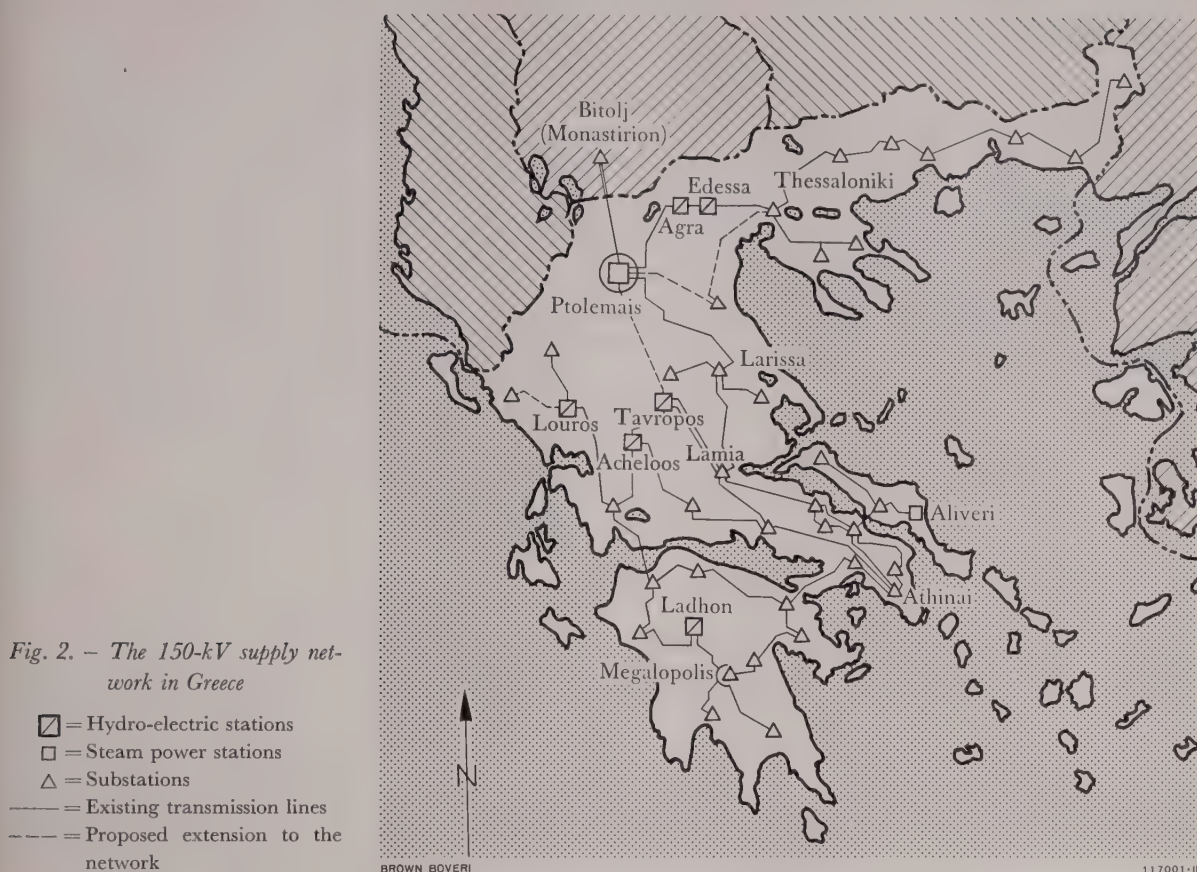 Bitolj
(Monastirion)
Edessa
Thessaloniki
Agra
Ptolemais
Larissa
Louros
Tavropos
Acheloos
Lamia
Aliveri
Athinai
Ladhon
Megalopolis
N
Fig. 2. – The 150-kV supply net-
work in Greece
= Hydro-electric stations
= Steam power stations
= Substations
= Existing transmission lines
= Proposed extension to the
network
BROWN BOVERI